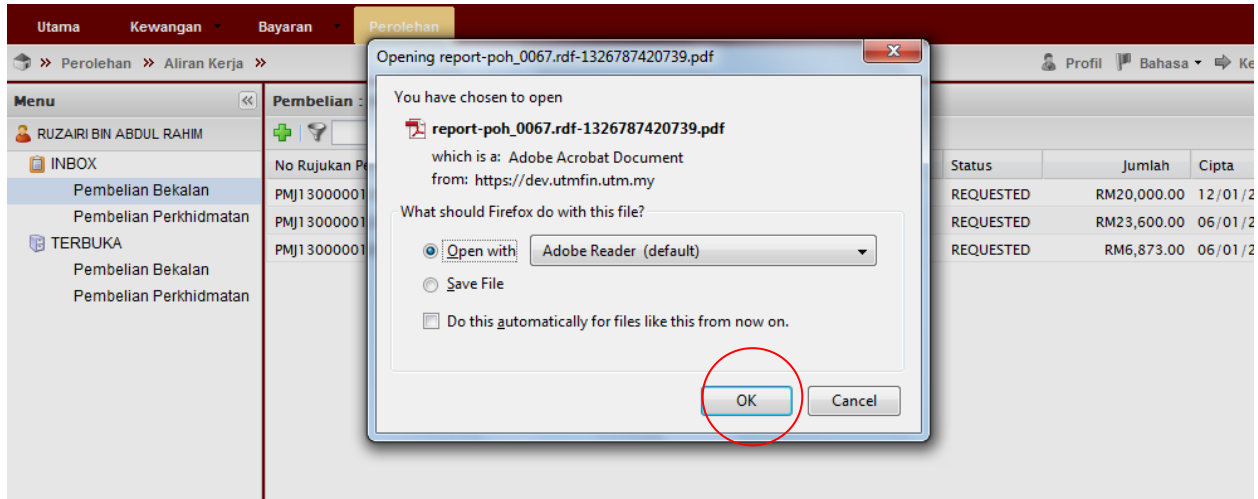 Utama Kewangan Bayaran Perolehan
» Perolehan » Aliran Kerja » Profil Bahasa
Menu
RUZAIRI BIN ABDUL RAHIM
INBOX
Pembelian Bekalan
Pembelian Perkhidmatan
TERBUKA
Pembelian Bekalan
Pembelian Perkhidmatan
Pembelian :
No Rujukan Status Jumlah Cipta
PMJ13000001 REQUESTED RM20,000.00 12/01/2
PMJ13000001 REQUESTED RM23,600.00 06/01/2
PMJ13000001 REQUESTED RM6,873.00 06/01/2
Opening report-poh_0067.rdf-1326787420739.pdf
You have chosen to open
report-poh_0067.rdf-1326787420739.pdf
which is a: Adobe Acrobat Document
from: https://dev.utmfin.utm.my
What should Firefox do with this file?
Open with Adobe Reader (default)
Save File
Do this automatically for files like this from now on.
OK Cancel